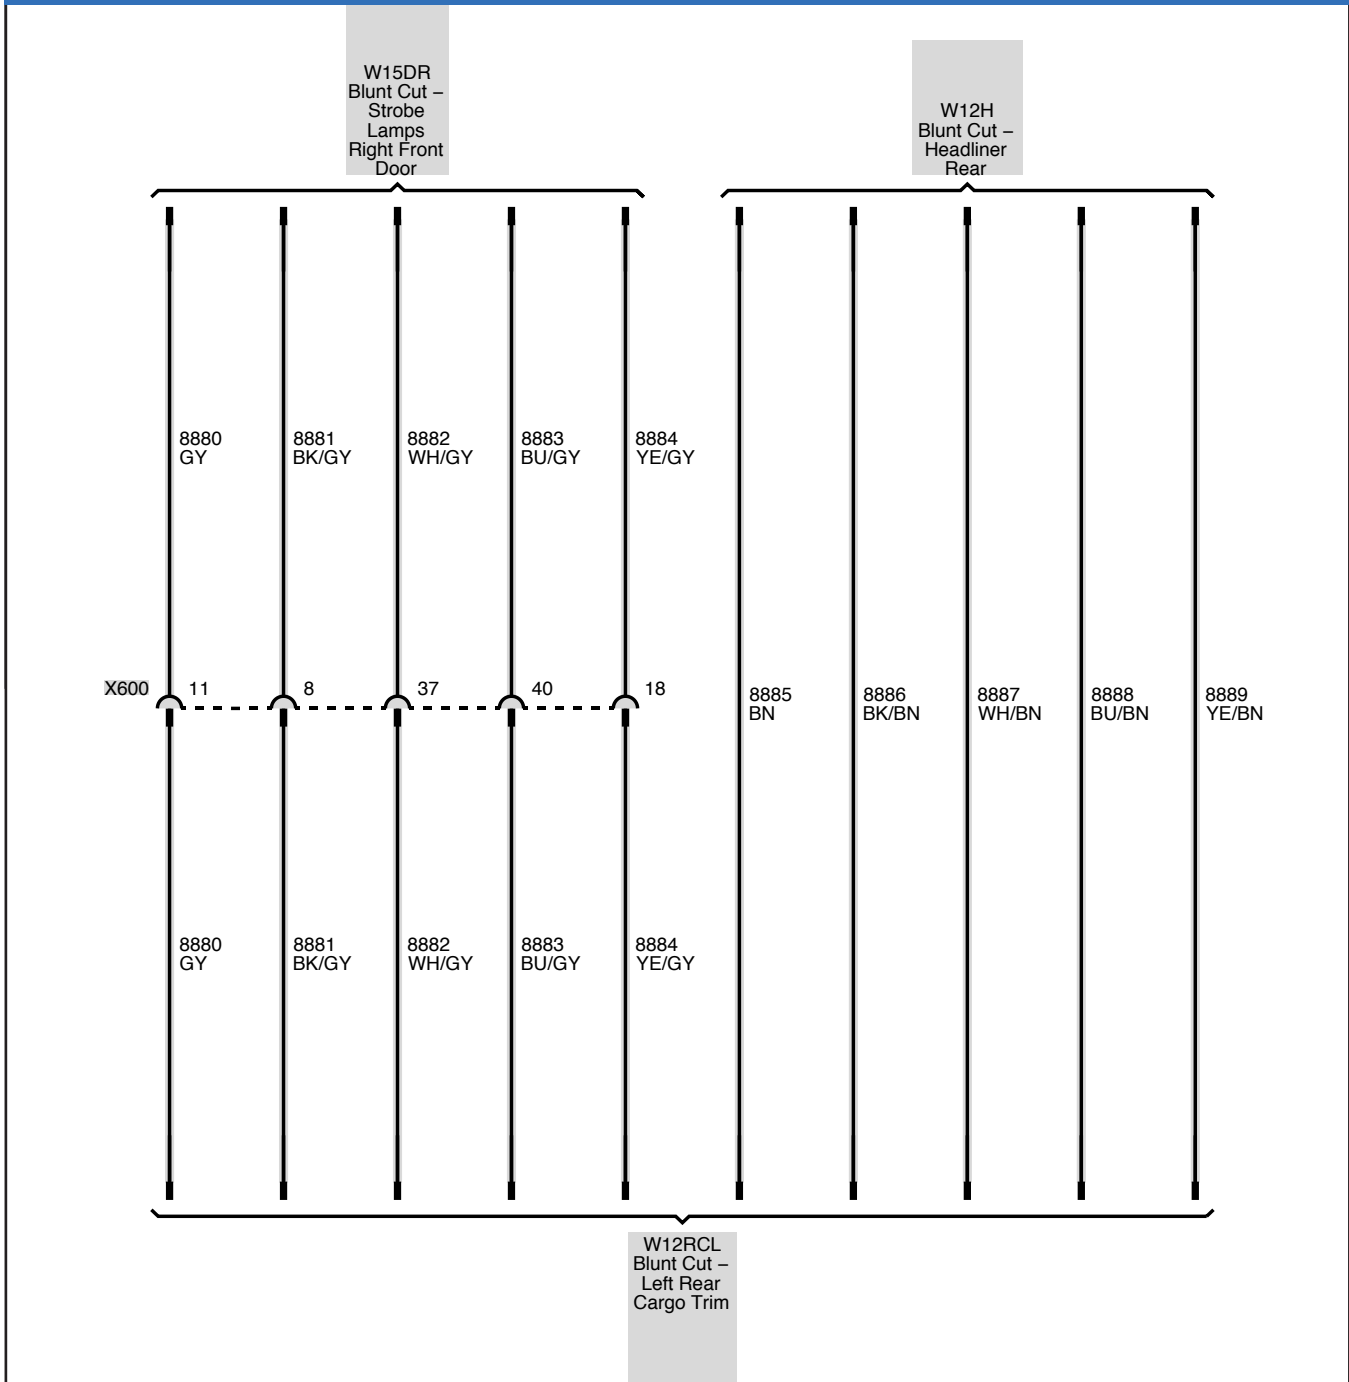 W15DR
Blunt Cut –
Strobe
Lamps
Right Front
Door
W12H
Blunt Cut –
Headliner
Rear
8880
GY
8881
BK/GY
8882
WH/GY
8883
BU/GY
8884
YE/GY
X600
11
8
37
40
18
8885
BN
8886
BK/BN
8887
WH/BN
8888
BU/BN
8889
YE/BN
8880
GY
8881
BK/GY
8882
WH/GY
8883
BU/GY
8884
YE/GY
W12RCL
Blunt Cut –
Left Rear
Cargo Trim